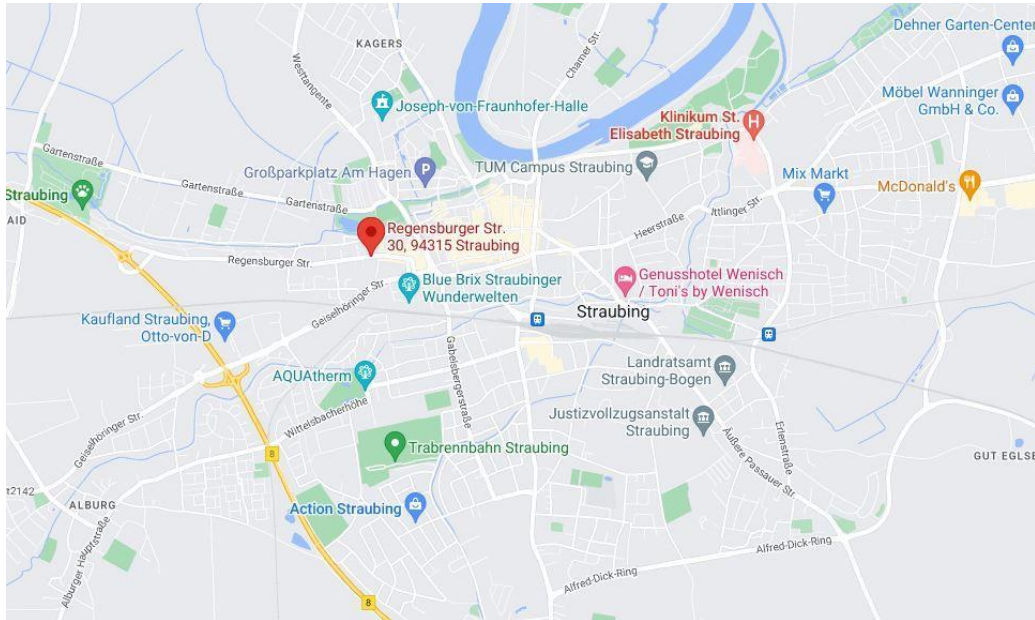 Dehner Garten-Center
KAGERS
Westtangente
Chamer Str.
Möbel Wanninger
GmbH & Co.
Joseph-von-Fraunhofer-Halle
Klinikum St.
Elisabeth Straubing
H
Gartenstraße
Großparkplatz Am Hagen
P
TUM Campus Straubing
Mix Markt
McDonald's
Straubing
Gartenstraße
Gartenstraße
Ittlinger Str.
AID
Heerstraße
Regensburger Str.
30, 94315 Straubing
Regensburger Str.
Blue Brix Straubinger
Wunderwelten
Genusshotel Wenisch
/ Toni's by Wenisch
Geiselhöringer Str.
Kaufland Straubing,
Otto-von-D
Straubing
Gabelsbergerstraße
Landratsamt
Straubing-Bogen
AQUAtherm
Wittelsbacherhöhe
Justizvollzugsanstalt
Straubing
Geiselhöringer Str.
Trabrennbahn Straubing
Äußere Passauer Str.
Erlenstraße
8
GUT EGLSE
t2142
ALBURG
Action Straubing
Alburger Hauptstraße
Alfred-Dick-Ring
Alfred-Dick-Ring
8